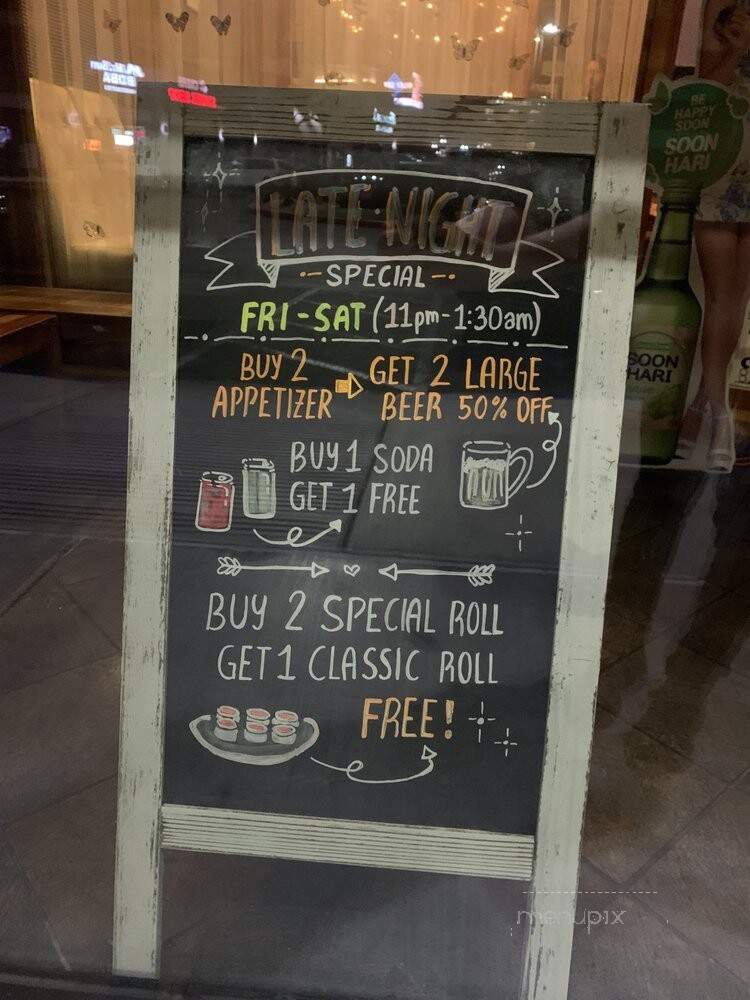 BOBA
BE
HAPPY
SOON
SOON
HARI
LATE·NIGHT
SPECIAL
FRI-SAT (11pm-1:30am)
BUY 2
APPETIZER
GET 2 LARGE
BEER 50% OFF
SOON
HARI
BUY 1 SODA
GET 1 FREE
BUY 2 SPECIAL ROLL
GET 1 CLASSIC ROLL
FREE!
menupix